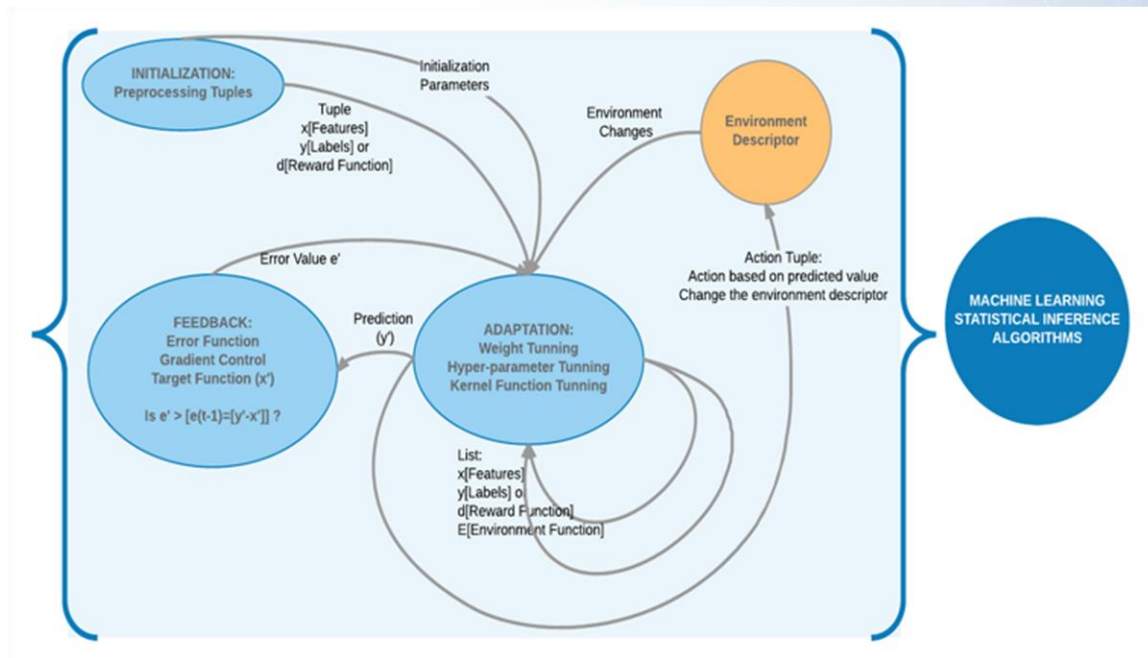 INITIALIZATION:
Preprocessing Tuples
Initialization
Parameters
Tuple
x[Features]
y[Labels] or
d[Reward Function]
Environment
Changes
Environment
Descriptor
Error Value e'
FEEDBACK:
Error Function
Gradient Control
Target Function (x')
Is e' > [e(t-1)=[y'-x']] ?
Prediction
(y')
ADAPTATION:
Weight Tunning
Hyper-parameter Tunning
Kernel Function Tunning
Action Tuple:
Action based on predicted value
Change the environment descriptor
MACHINE LEARNING
STATISTICAL INFERENCE
ALGORITHMS
List:
x[Features]
y[Labels] o
d[Reward Function]
E[Environment Function]